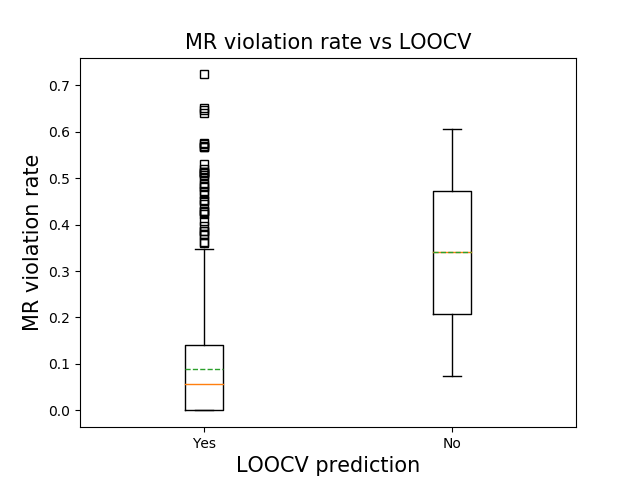 MR violation rate vs LOOCV
MR violation rate
0.7
0.6
0.5
0.4
0.3
0.2
0.1
0.0
Yes
No
LOOCV prediction